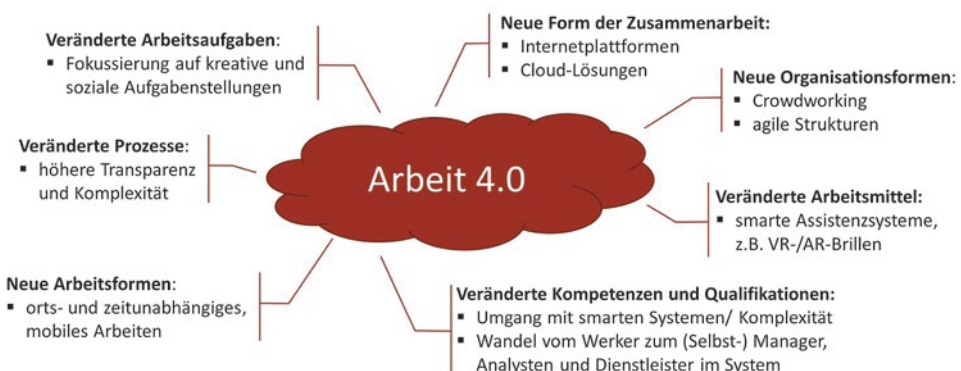 Veränderte Arbeitsaufgaben:
▪ Fokussierung auf kreative und
soziale Aufgabenstellungen
Neue Form der Zusammenarbeit:
▪ Internetplattformen
▪ Cloud-Lösungen
Neue Organisationsformen:
▪ Crowdworking
▪ agile Strukturen
Veränderte Prozesse:
▪ höhere Transparenz
und Komplexität
Arbeit 4.0
Veränderte Arbeitsmittel:
▪ smarte Assistenzsysteme,
z.B. VR-/AR-Brillen
Neue Arbeitsformen:
▪ orts- und zeitunabhängiges,
mobiles Arbeiten
Veränderte Kompetenzen und Qualifikationen:
▪ Umgang mit smarten Systemen/ Komplexität
▪ Wandel vom Werker zum (Selbst-) Manager,
Analysten und Dienstleister im System